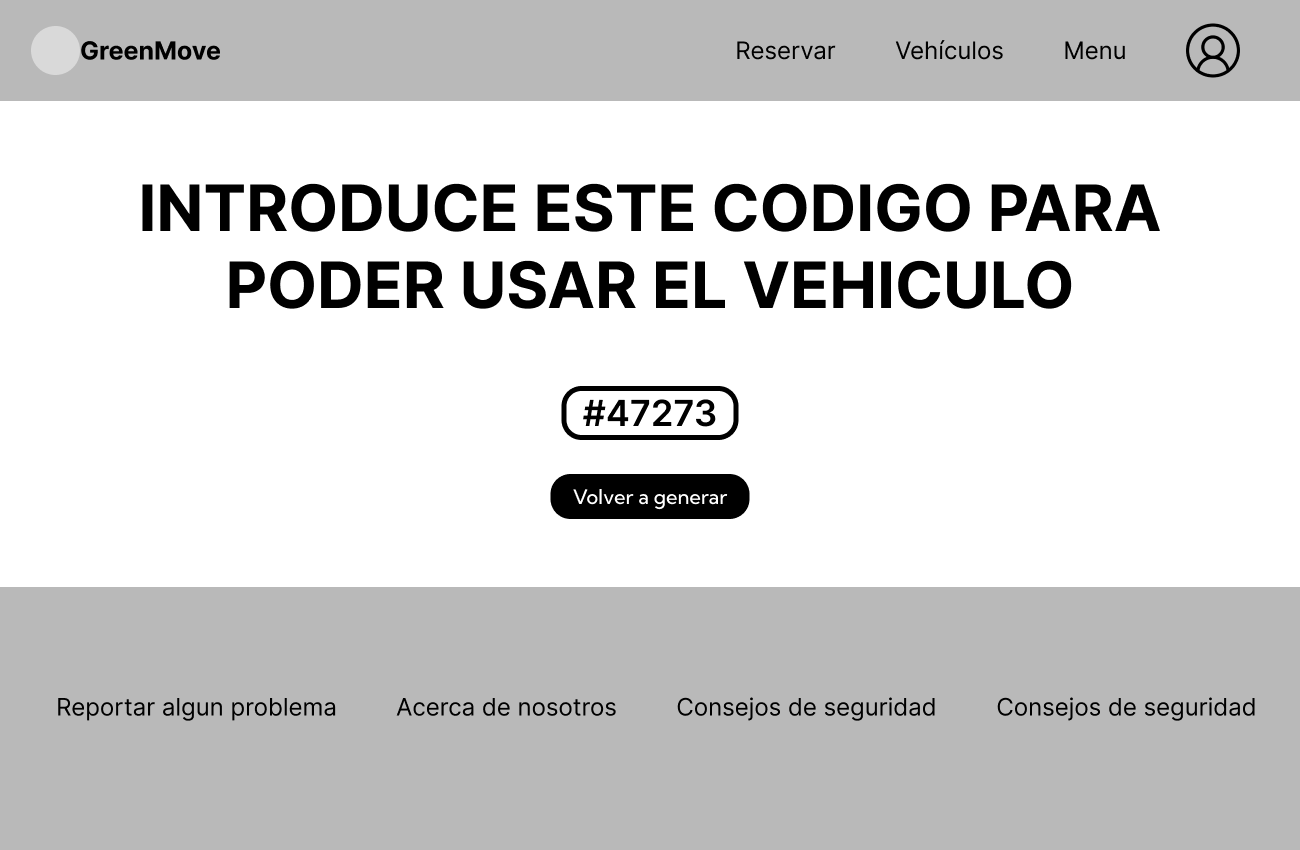 GreenMove
Reservar
Vehículos
Menu
INTRODUCE ESTE CODIGO PARA
PODER USAR EL VEHICULO
#47273
Volver a generar
Reportar algun problema
Acerca de nosotros
Consejos de seguridad
Consejos de seguridad